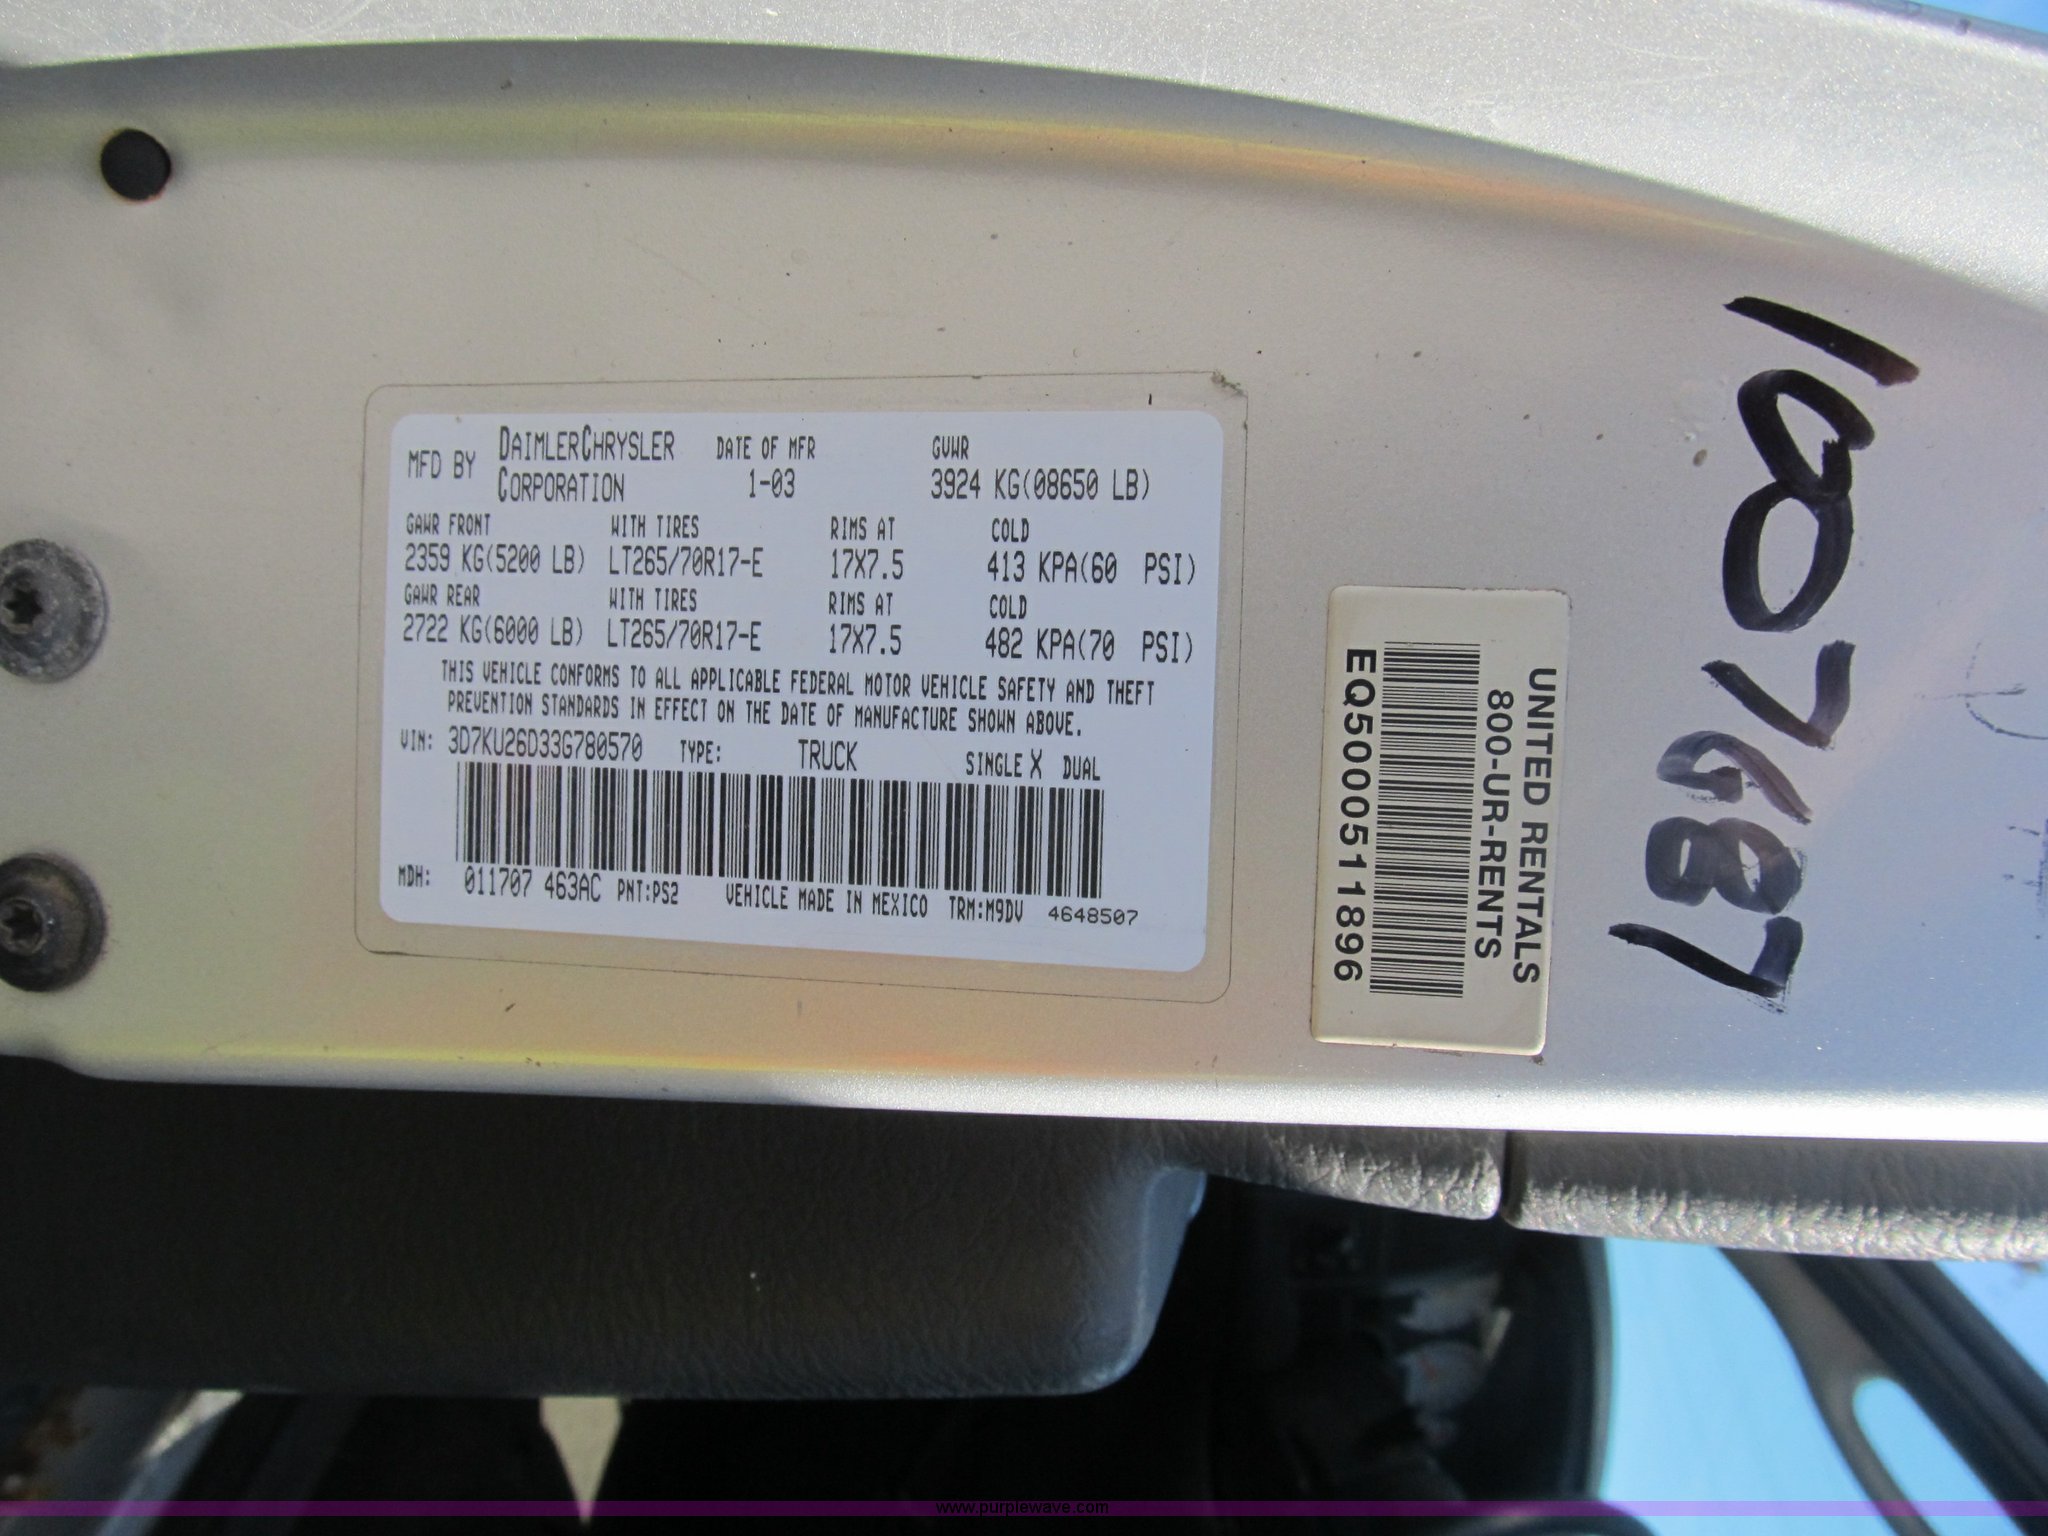 MFD BY DAIMLERCHRYSLER CORPORATION
DATE OF MFR 1-03
GVWR 3924 KG(08650 LB)
GAWR FRONT WITH TIRES RIMS AT COLD
2359 KG(5200 LB) LT265/70R17-E 17X7.5 413 KPA(60 PSI)
GAWR REAR WITH TIRES RIMS AT COLD
2722 KG(6000 LB) LT265/70R17-E 17X7.5 482 KPA(70 PSI)
THIS VEHICLE CONFORMS TO ALL APPLICABLE FEDERAL MOTOR VEHICLE SAFETY AND THEFT
PREVENTION STANDARDS IN EFFECT ON THE DATE OF MANUFACTURE SHOWN ABOVE.
VIN: 3D7KU26D33G780570 TYPE: TRUCK SINGLE X DUAL
MDH: 011707 463AC PNT:PS2 VEHICLE MADE IN MEXICO TRM:M9DV 4648507
UNITED RENTALS
800-UR-RENTS
EQ5000511896
www.purplewave.com